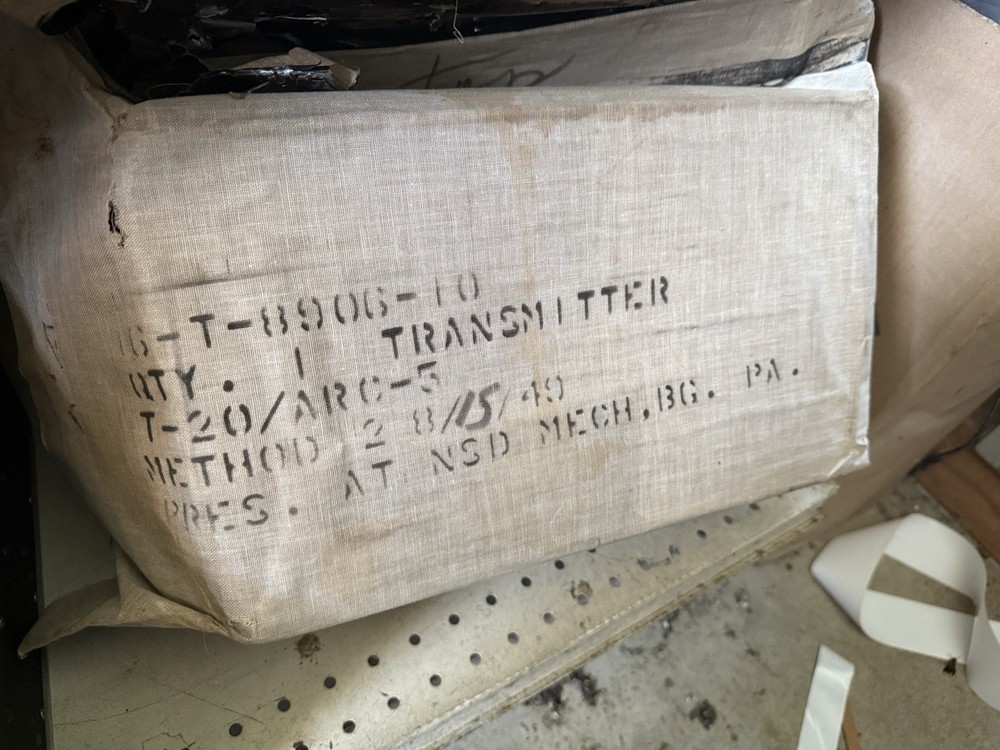 Top
G-T-8906-10
QTY. 1 TRANSMITTER
T-20/ARC-5
METHOD 2 8/15/49
PRES. AT NSD MECH,BG. PA.